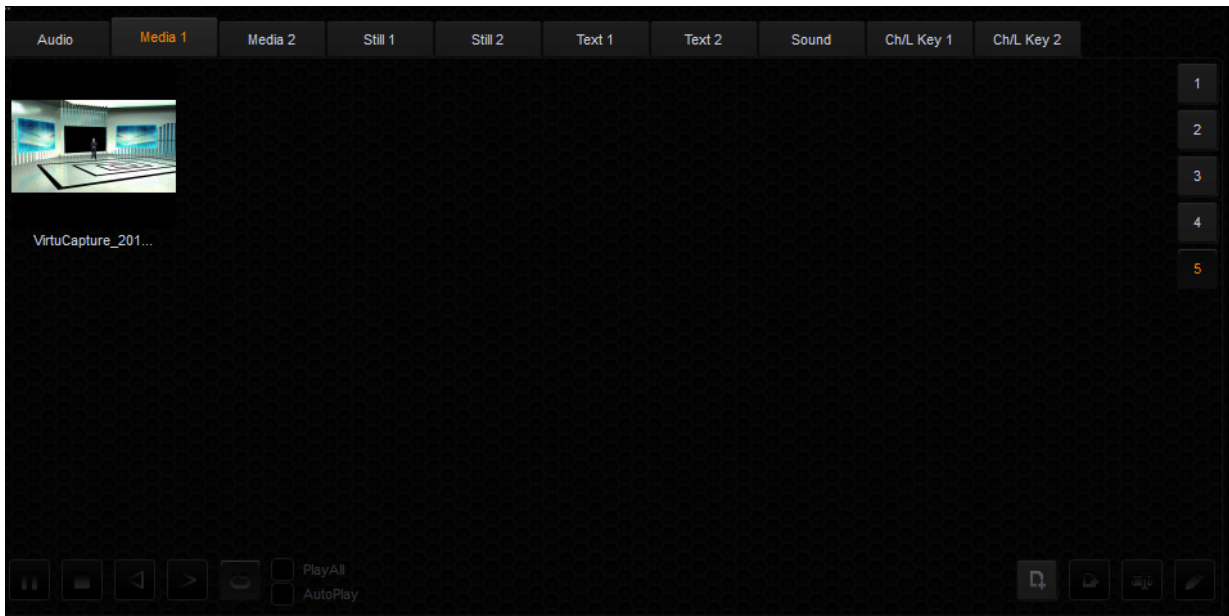 Audio Media 1 Media 2 Still 1 Still 2 Text 1 Text 2 Sound Ch/L Key 1 Ch/L Key 2
1
2
3
4
VirtuCapture_201...
5
PlayAll
AutoPlay